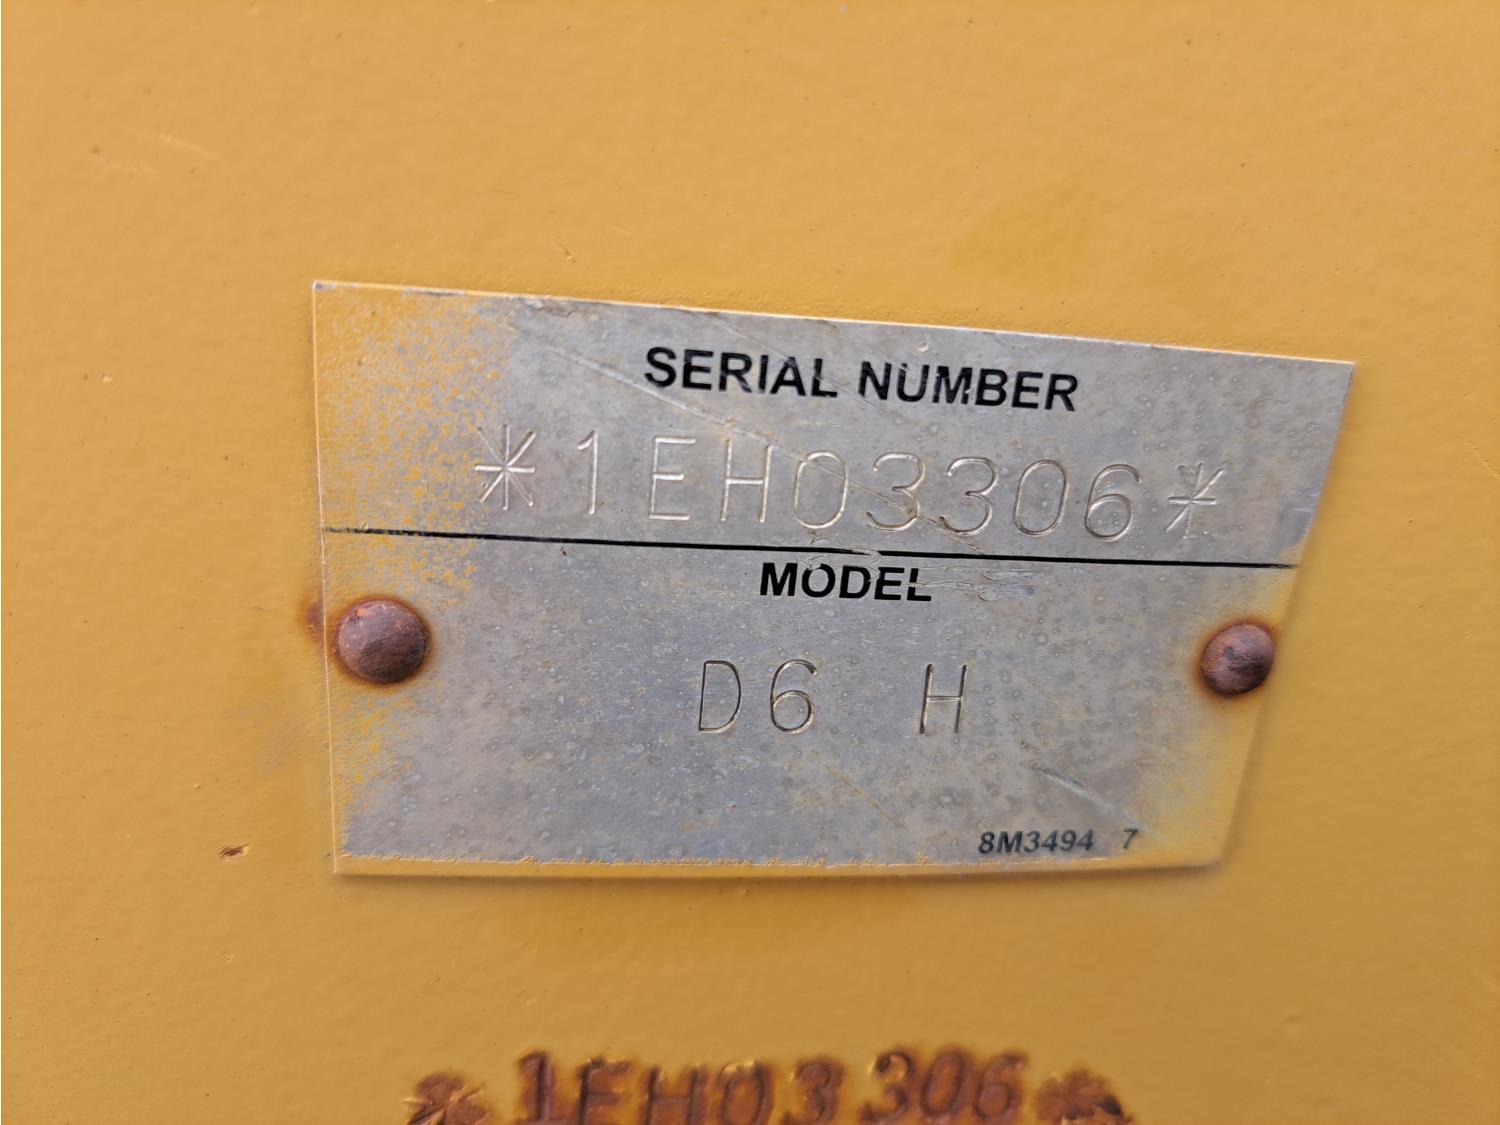 SERIAL NUMBER
*1EH03306*
MODEL
D6 H
8M3494 7
*1EH03306*